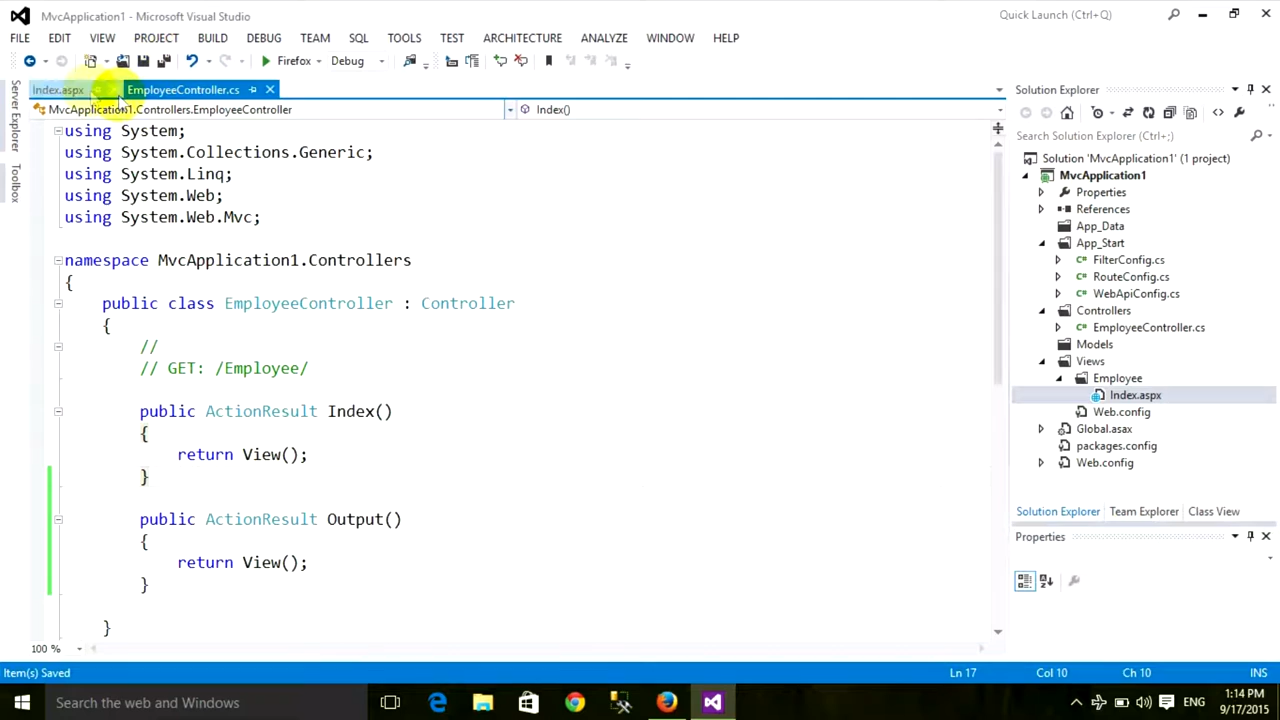 MvcApplication1 - Microsoft Visual Studio
Quick Launch (Ctrl+Q)
FILE EDIT VIEW PROJECT BUILD DEBUG TEAM SQL TOOLS TEST ARCHITECTURE ANALYZE WINDOW HELP
Firefox Debug
Index.aspx EmployeeController.cs
MvcApplication1.Controllers.EmployeeController Index()
Server Explorer
Toolbox
using System;
using System.Collections.Generic;
using System.Linq;
using System.Web;
using System.Web.Mvc;
namespace MvcApplication1.Controllers
{
public class EmployeeController : Controller
{
//
// GET: /Employee/
public ActionResult Index()
{
return View();
}
public ActionResult Output()
{
return View();
}
}
100 %
Solution Explorer
Search Solution Explorer (Ctrl+;)
Solution 'MvcApplication1' (1 project)
MvcApplication1
Properties
References
App_Data
App_Start
FilterConfig.cs
RouteConfig.cs
WebApiConfig.cs
Controllers
EmployeeController.cs
Models
Views
Employee
Index.aspx
Web.config
Global.asax
packages.config
Web.config
Solution Explorer Team Explorer Class View
Properties
Item(s) Saved Ln 17 Col 10 Ch 10 INS
Search the web and Windows
ENG
1:14 PM
9/17/2015